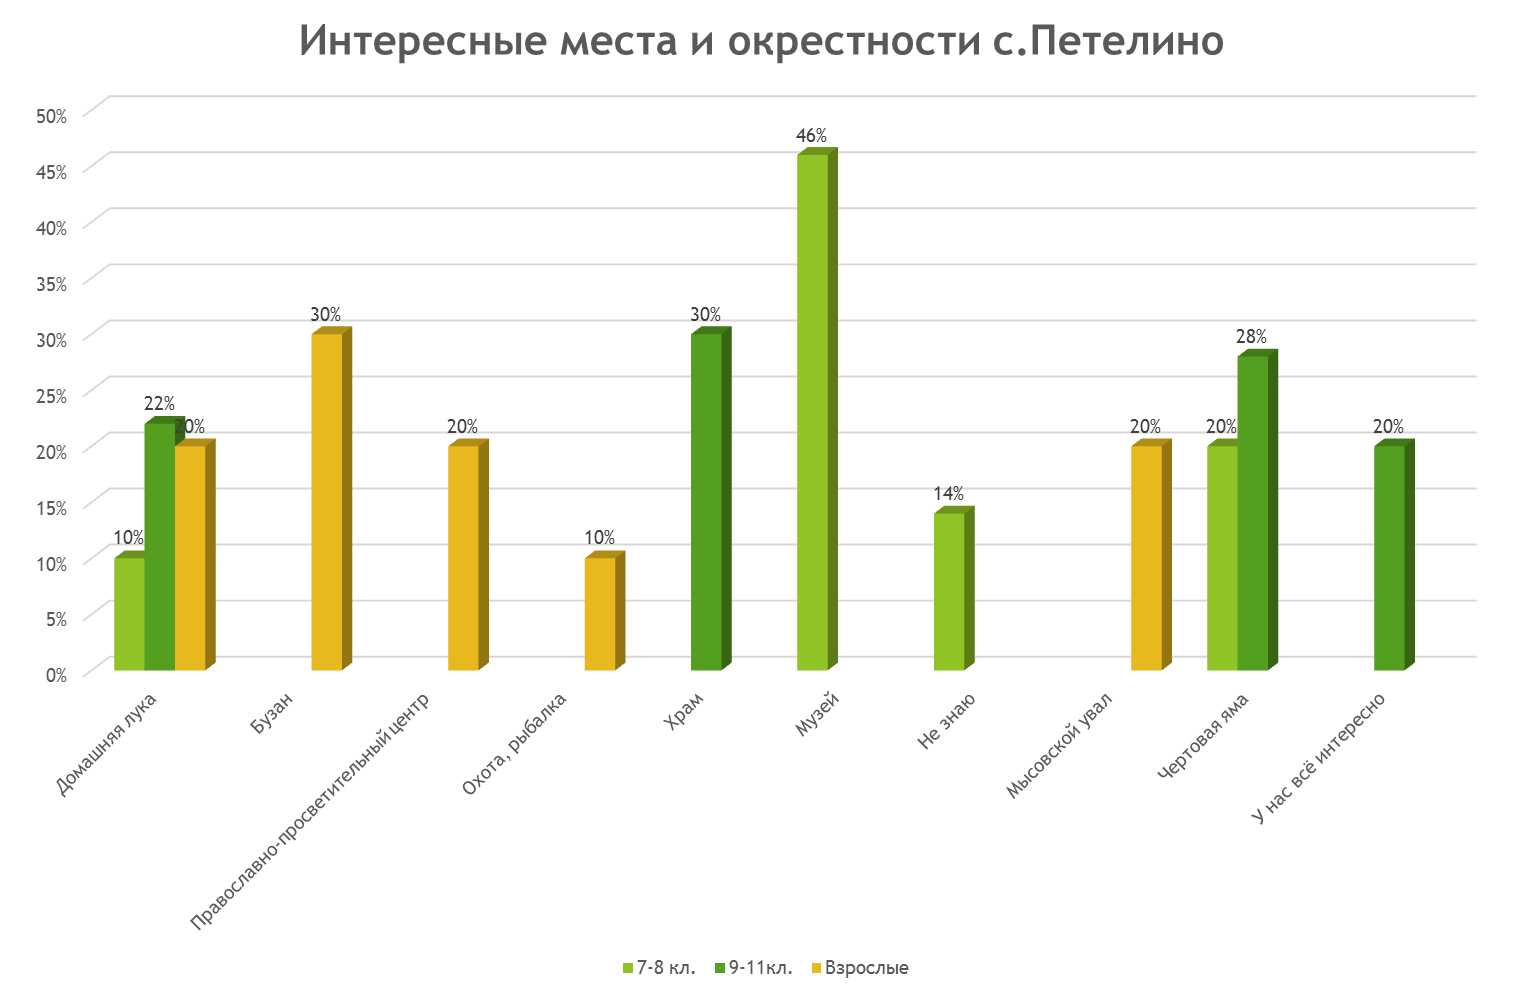 Интересные места и окрестности с.Петелино
50%
45%
40%
35%
30%
25%
20%
15%
10%
5%
0%
10%
22%
20%
30%
20%
10%
30%
46%
14%
20%
20%
28%
20%
Домашняя лука
Бузан
Православно-просветительный центр
Охота, рыбалка
Храм
Музей
Не знаю
Мысовской увал
Чертовая яма
У нас всё интересно
7-8 кл.
9-11кл.
Взрослые